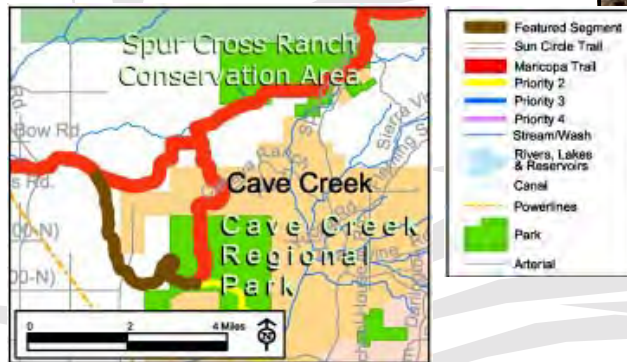 Spur Cross Ranch
Conservation Area
Bow Rd
s Rd.
Cave Creek
00-N)
Cave Creek
Regional
Park
00-N)
0 2 4 Miles
N
Featured Segment
Sun Circle Trail
Maricopa Trail
Priority 2
Priority 3
Priority 4
Stream/Wash
Rivers, Lakes
& Reservoirs
Canal
Powerlines
Park
Arterial